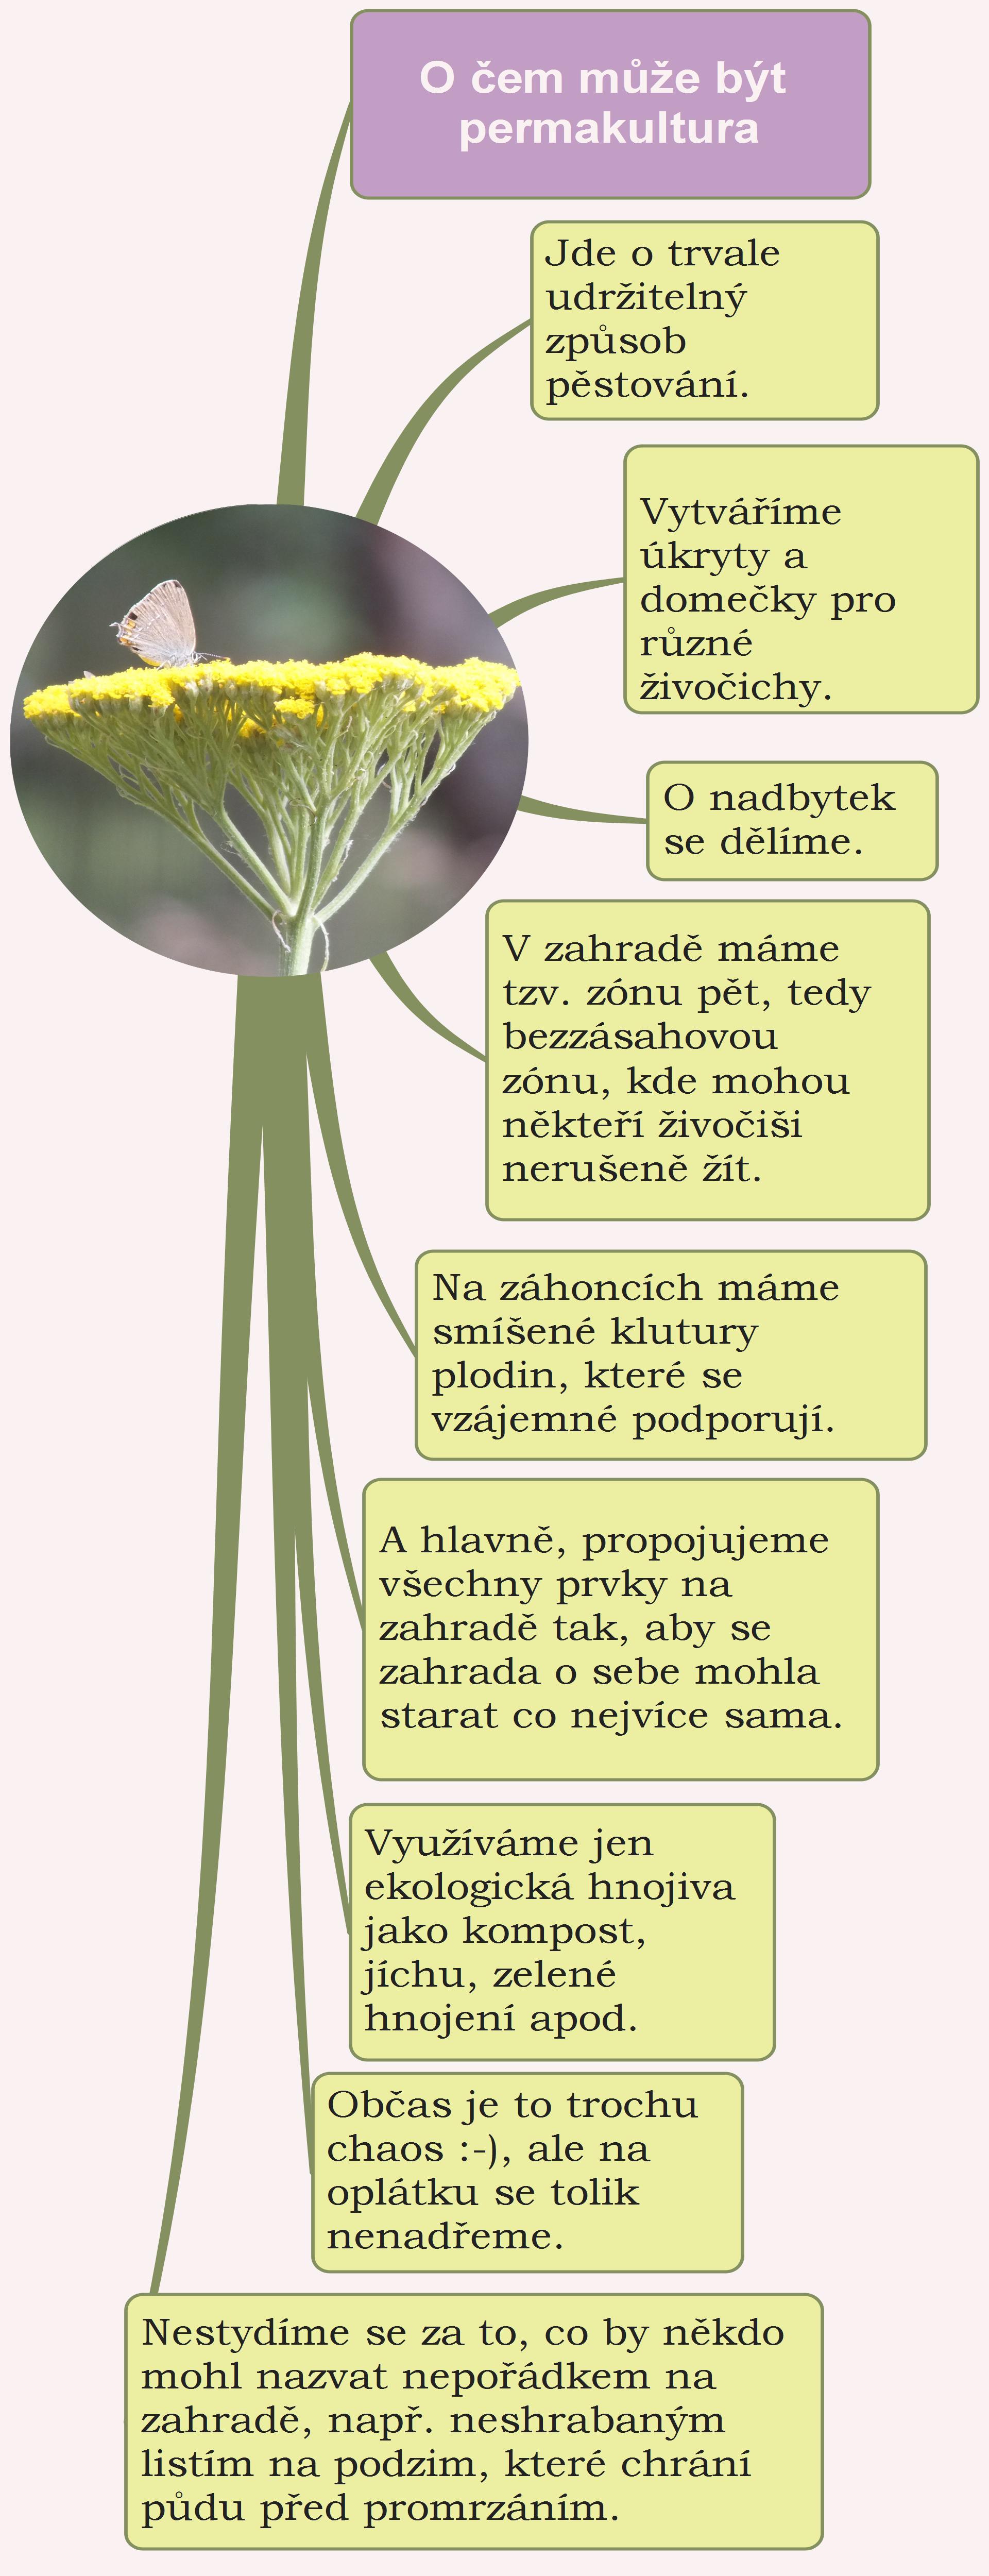 O čem může být
permakultura
Jde o trvale
udržitelný
způsob
pěstování.
Vytváříme
úkryty a
domečky pro
různé
živočichy.
O nadbytek
se dělíme.
V zahradě máme
tzv. zónu pět, tedy
bezzásahovou
zónu, kde mohou
někteří živočiši
nerušeně žít.
Na záhoncích máme
smíšené klutury
plodin, které se
vzájemné podporují.
A hlavně, propojujeme
všechny prvky na
zahradě tak, aby se
zahrada o sebe mohla
starat co nejvíce sama.
Využíváme jen
ekologická hnojiva
jako kompost,
jíchu, zelené
hnojení apod.
Občas je to trochu
chaos :-), ale na
oplátku se tolik
nenadřeme.
Nestydíme se za to, co by někdo
mohl nazvat nepořádkem na
zahradě, např. neshrabaným
listím na podzim, které chrání
půdu před promrzáním.